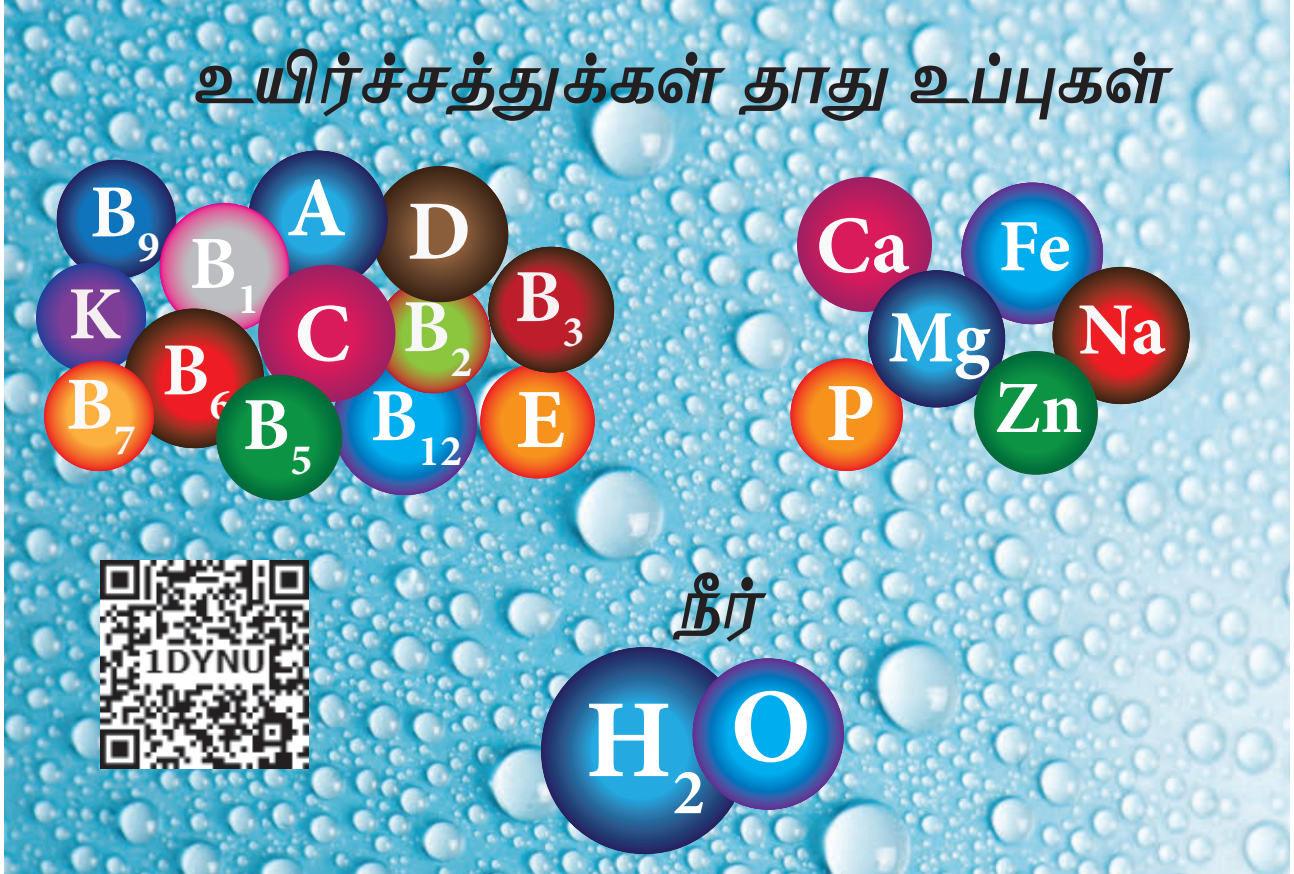 உயிர்ச்சத்துக்கள் தாது உப்புகள்
B9 B1 A D B3
K B6 C B2
B7 B5 B12 E
Ca Fe
Mg Na
P Zn
1DYNU
நீர்
H2 O